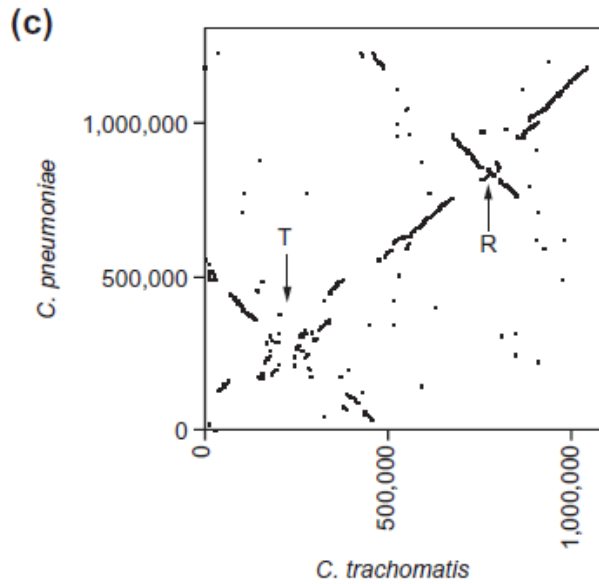 (c)
C. pneumoniae
1,000,000
500,000
0
T
R
0
500,000
1,000,000
C. trachomatis